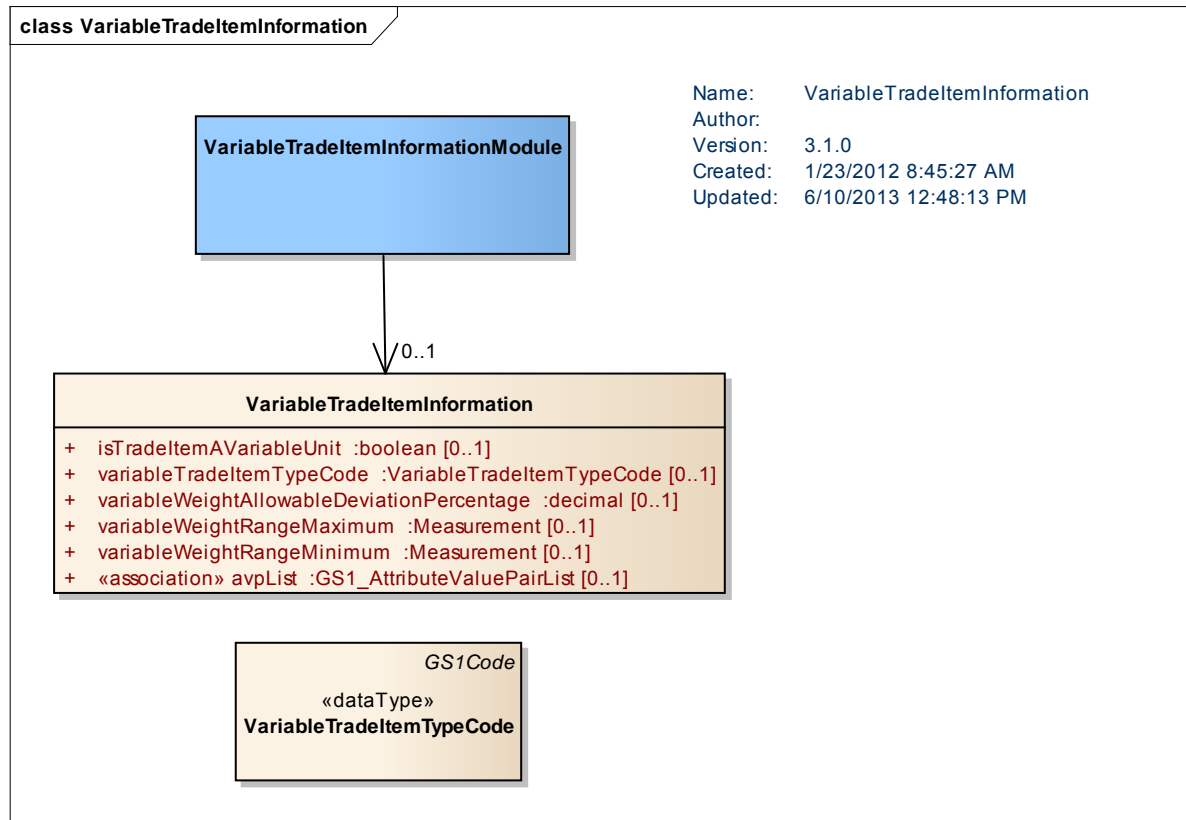 class VariableTradeItemInformation
Name: VariableTradeItemInformation
Author:
Version: 3.1.0
Created: 1/23/2012 8:45:27 AM
Updated: 6/10/2013 12:48:13 PM
VariableTradeItemInformationModule
0..1
VariableTradeItemInformation
+ isTradeItemAVariableUnit :boolean [0..1]
+ variableTradeItemTypeCode :VariableTradeItemTypeCode [0..1]
+ variableWeightAllowableDeviationPercentage :decimal [0..1]
+ variableWeightRangeMaximum :Measurement [0..1]
+ variableWeightRangeMinimum :Measurement [0..1]
+ «association» avpList :GS1_AttributeValuePairList [0..1]
GS1Code
«dataType»
VariableTradeItemTypeCode